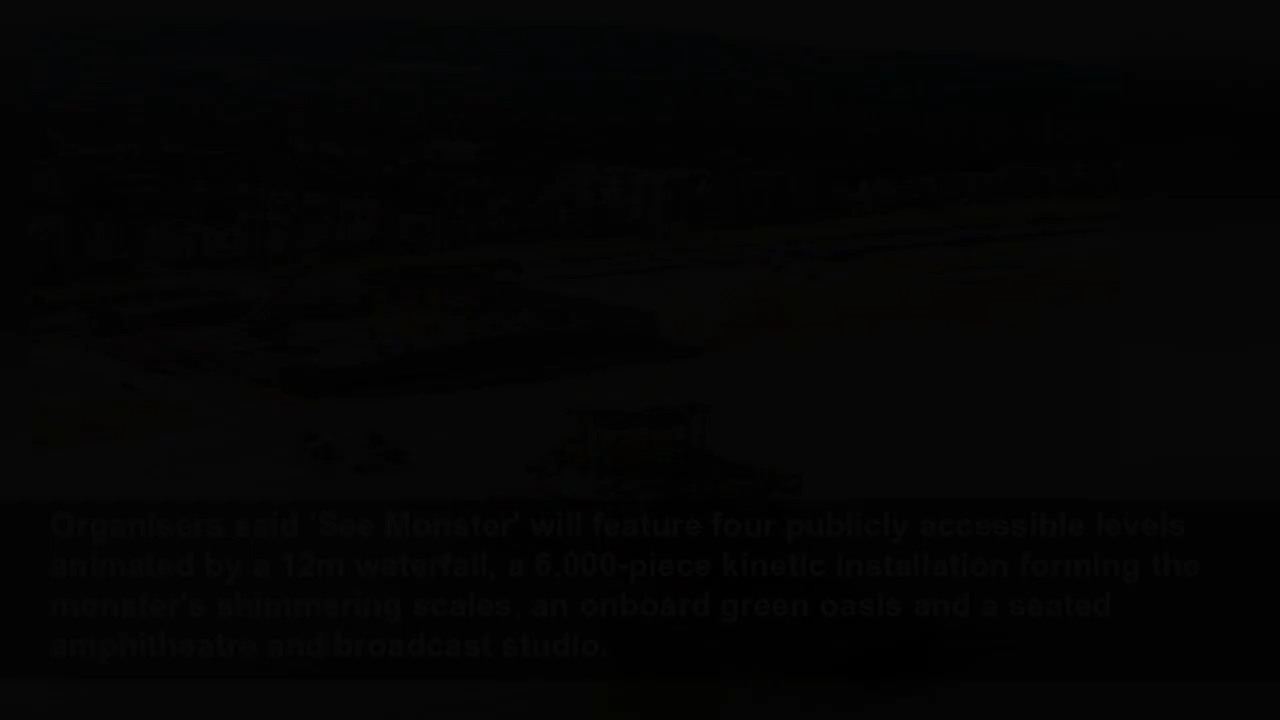 Organisers said 'See Monster' will feature four publicly accessible levels
animated by a 12m waterfall, a 6,000-piece kinetic installation forming the
monster's shimmering scales, an onboard green oasis and a seated
amphitheatre and broadcast studio.